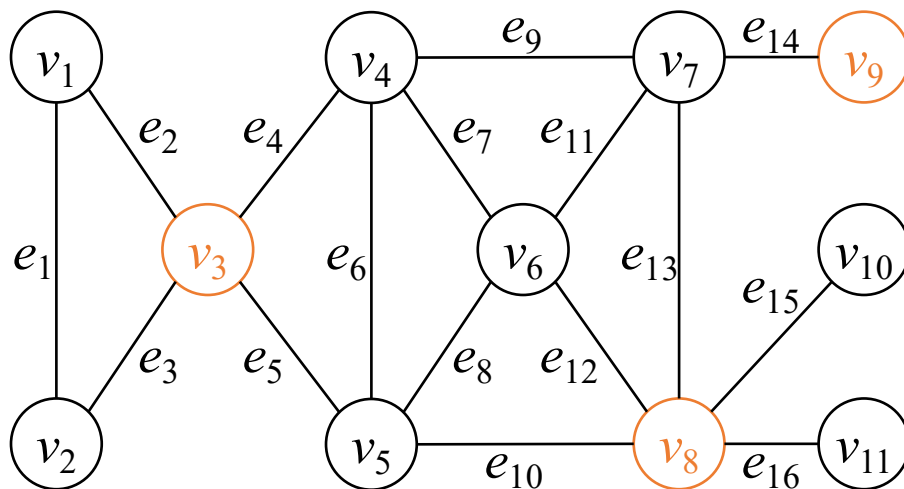 e₉
e₁₄
v₁
v₄
v₇
v₉
e₂
e₄
e₇
e₁₁
e₁
v₃
e₆
v₆
e₁₃
v₁₀
e₁₅
e₃
e₅
e₈
e₁₂
v₂
v₅
v₈
v₁₁
e₁₀
e₁₆